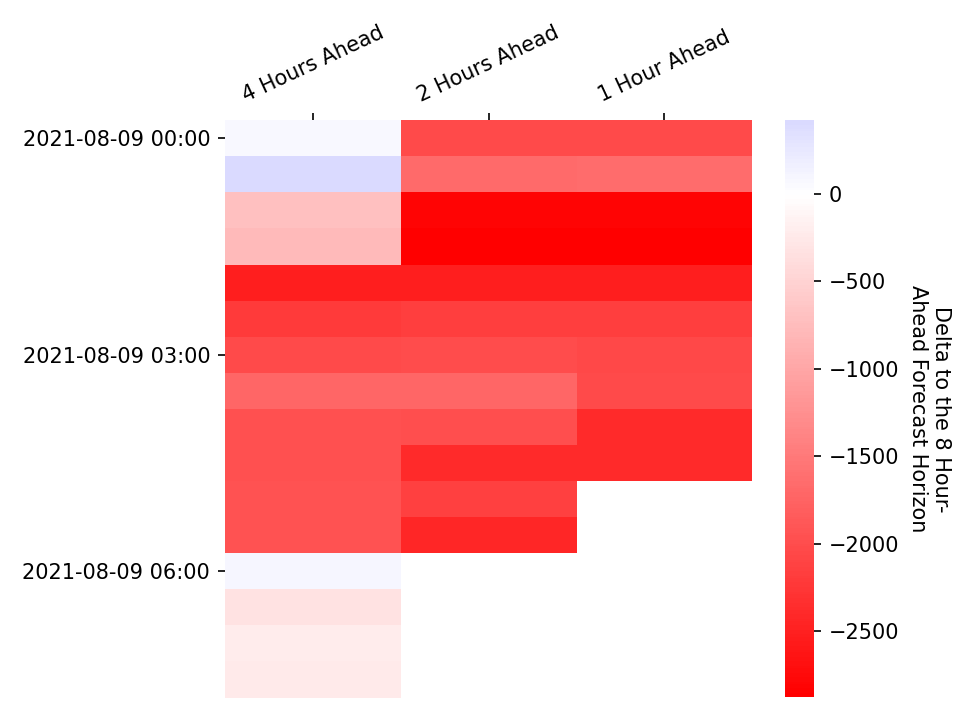 4 Hours Ahead
2 Hours Ahead
1 Hour Ahead
2021-08-09 00:00
2021-08-09 03:00
2021-08-09 06:00
0
−500
−1000
−1500
−2000
−2500
Delta to the 8 Hour-
Ahead Forecast Horizon